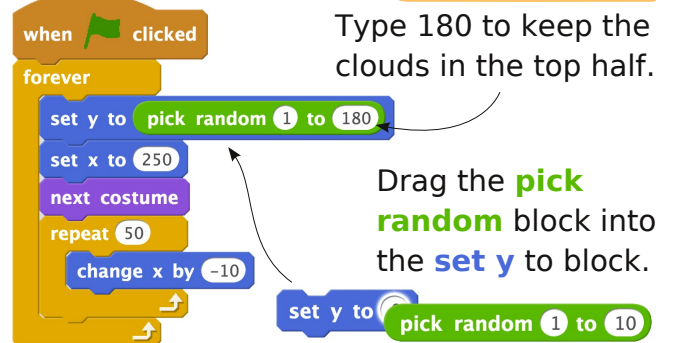 when clicked
forever
set y to pick random 1 to 180
set x to 250
next costume
repeat 50
change x by -10
Type 180 to keep the
clouds in the top half.
Drag the pick
random block into
the set y to block.
set y to
pick random 1 to 10